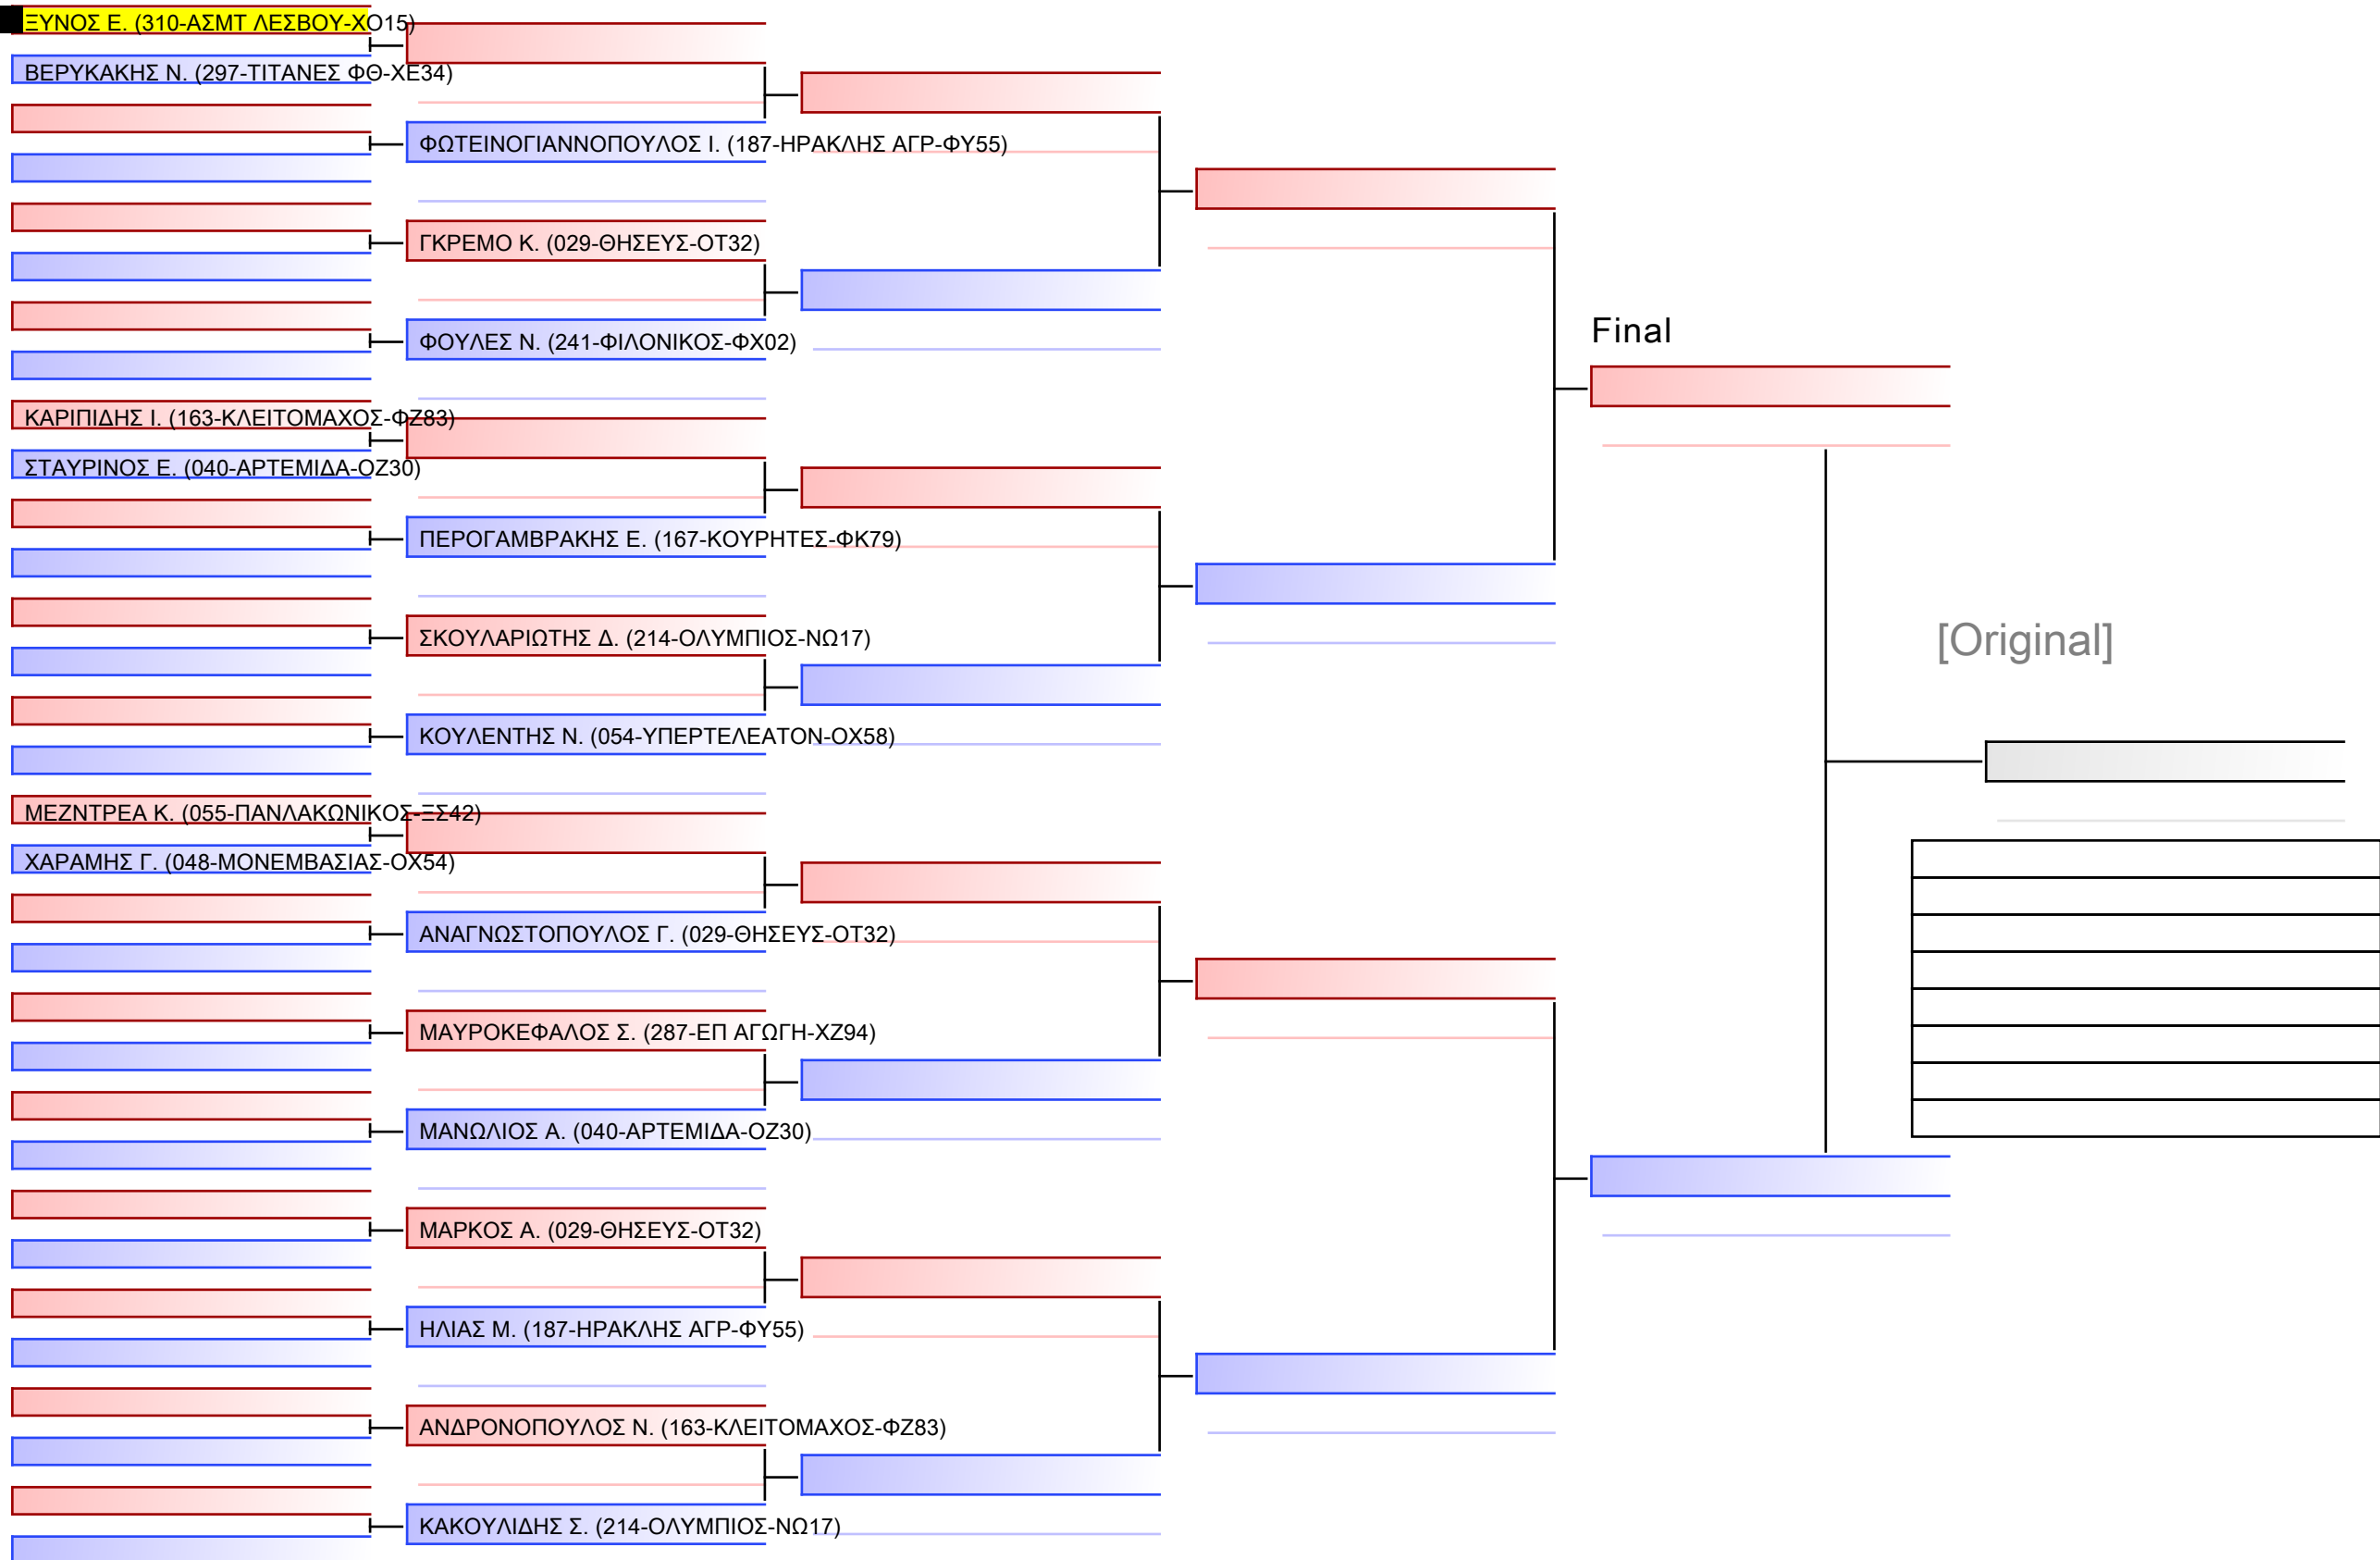 ΞΥΝΟΣ Ε. (310-ΑΣΜΤ ΛΕΣΒΟΥ-ΧΟ15)
ΒΕΡΥΚΑΚΗΣ Ν. (297-ΤΙΤΑΝΕΣ ΦΘ-ΧΕ34)
ΦΩΤΕΙΝΟΓΙΑΝΝΟΠΟΥΛΟΣ Ι. (187-ΗΡΑΚΛΗΣ ΑΓΡ-ΦΥ55)
ΓΚΡΕΜΟ Κ. (029-ΘΗΣΕΥΣ-ΟΤ32)
ΦΟΥΛΕΣ Ν. (241-ΦΙΛΟΝΙΚΟΣ-ΦΧ02)
Final
ΚΑΡΙΠΙΔΗΣ Ι. (163-ΚΛΕΙΤΟΜΑΧΟΣ-ΦΖ83)
ΣΤΑΥΡΙΝΟΣ Ε. (040-ΑΡΤΕΜΙΔΑ-ΟΖ30)
ΠΕΡΟΓΑΜΒΡΑΚΗΣ Ε. (167-ΚΟΥΡΗΤΕΣ-ΦΚ79)
ΣΚΟΥΛΑΡΙΩΤΗΣ Δ. (214-ΟΛΥΜΠΙΟΣ-ΝΩ17)
[Original]
ΚΟΥΛΕΝΤΗΣ Ν. (054-ΥΠΕΡΤΕΛΕΑΤΟΝ-ΟΧ58)
ΜΕΖΝΤΡΕΑ Κ. (055-ΠΑΝΛΑΚΩΝΙΚΟΣ-ΞΣ42)
ΧΑΡΑΜΗΣ Γ. (048-ΜΟΝΕΜΒΑΣΙΑΣ-ΟΧ54)
ΑΝΑΓΝΩΣΤΟΠΟΥΛΟΣ Γ. (029-ΘΗΣΕΥΣ-ΟΤ32)
ΜΑΥΡΟΚΕΦΑΛΟΣ Σ. (287-ΕΠ ΑΓΩΓΗ-ΧΖ94)
ΜΑΝΩΛΙΟΣ Α. (040-ΑΡΤΕΜΙΔΑ-ΟΖ30)
ΜΑΡΚΟΣ Α. (029-ΘΗΣΕΥΣ-ΟΤ32)
ΗΛΙΑΣ Μ. (187-ΗΡΑΚΛΗΣ ΑΓΡ-ΦΥ55)
ΑΝΔΡΟΝΟΠΟΥΛΟΣ Ν. (163-ΚΛΕΙΤΟΜΑΧΟΣ-ΦΖ83)
ΚΑΚΟΥΛΙΔΗΣ Σ. (214-ΟΛΥΜΠΙΟΣ-ΝΩ17)